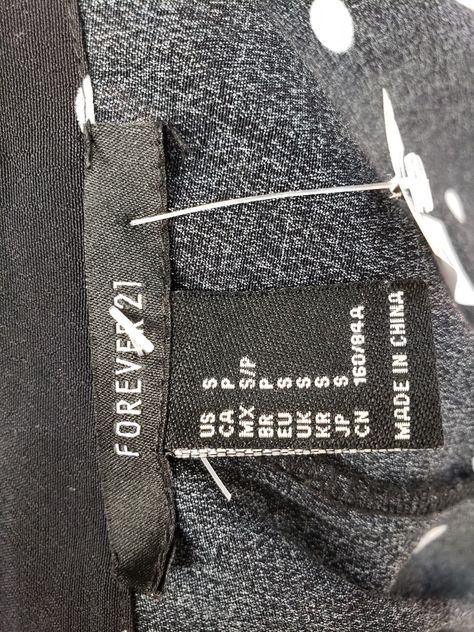 FOREVER 21
US S
CA P
MX S/P
BR P
EU S
UK S
KR S
JP S
CN 160/84A
MADE IN CHINA